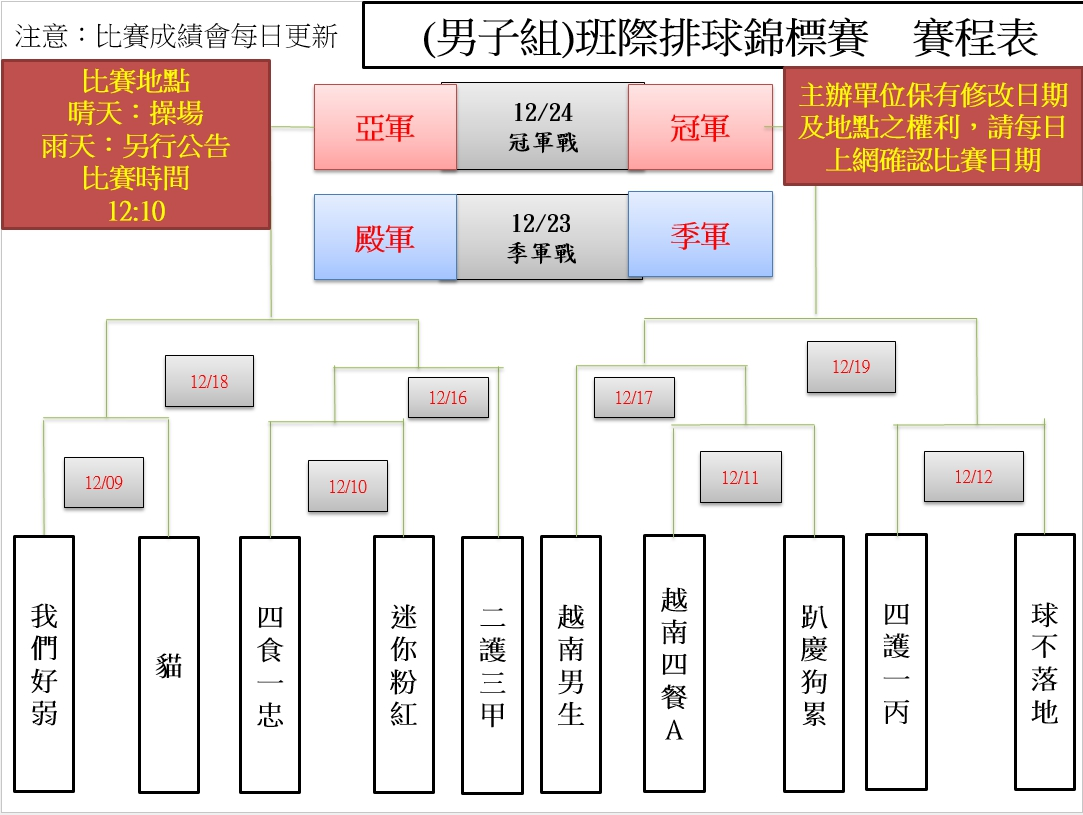 注意：比賽成績會每日更新
(男子組)班際排球錦標賽　賽程表
比賽地點
晴天：操場
雨天：另行公告
比賽時間
12:10
亞軍
12/24
冠軍戰
冠軍
主辦單位保有修改日期
及地點之權利，請每日
上網確認比賽日期
殿軍
12/23
季軍戰
季軍
12/18
12/16
12/17
12/19
12/09
12/10
12/11
12/12
我們好弱
貓
四食一忠
迷你粉紅
二護三甲
越南男生
越南四餐A
趴慶狗累
四護一丙
球不落地